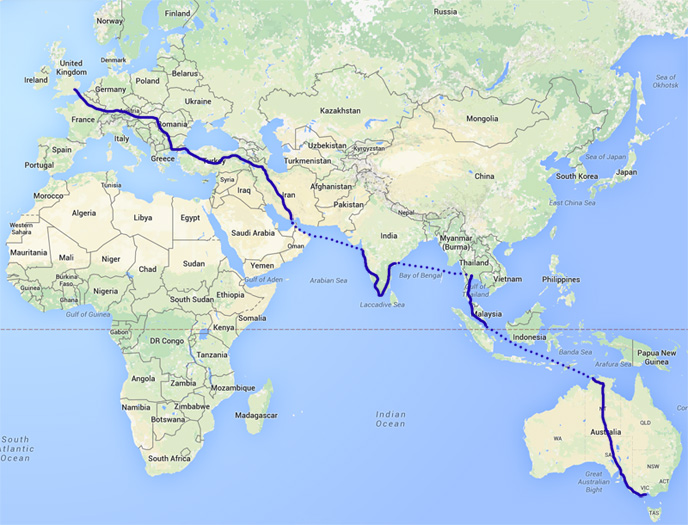 Norway
Finland
Russia
Denmark
Sea of
Okhotsk
United
Kingdom
Ireland
Belarus
Poland
Germany
Ukraine
Kazakhstan
Mongolia
France
Austria
Romania
Italy
Uzbekistan
Kyrgyzstan
Sea of Japan
Spain
Portugal
Greece
Turkey
Turkmenistan
China
South Korea
Japan
Tunisia
Syria
Iraq
Iran
Afghanistan
Morocco
Pakistan
East China Sea
Algeria
Libya
Egypt
Nepal
Western
Sahara
Saudi Arabia
Oman
India
Myanmar
(Burma)
Mauritania
Mali
Niger
Chad
Sudan
Yemen
Thailand
Vietnam
Philippines
Burkina
Faso
Gulf of Aden
Arabian Sea
Bay of Bengal
Gulf of
Thailand
Guinea
Ghana
Nigeria
South Sudan
Ethiopia
Laccadive Sea
Somalia
Malaysia
Gulf of Guinea
Gabon
Kenya
Indonesia
DR Congo
Banda Sea
Papua New
Guinea
Tanzania
Arafura Sea
Angola
Zambia
Mozambique
Namibia
Zimbabwe
Botswana
Madagascar
Indian
Ocean
NT
QLD
WA
Australia
South
Atlantic
Ocean
South Africa
SA
NSW
Great
Australian
Bight
ACT
VIC
TAS